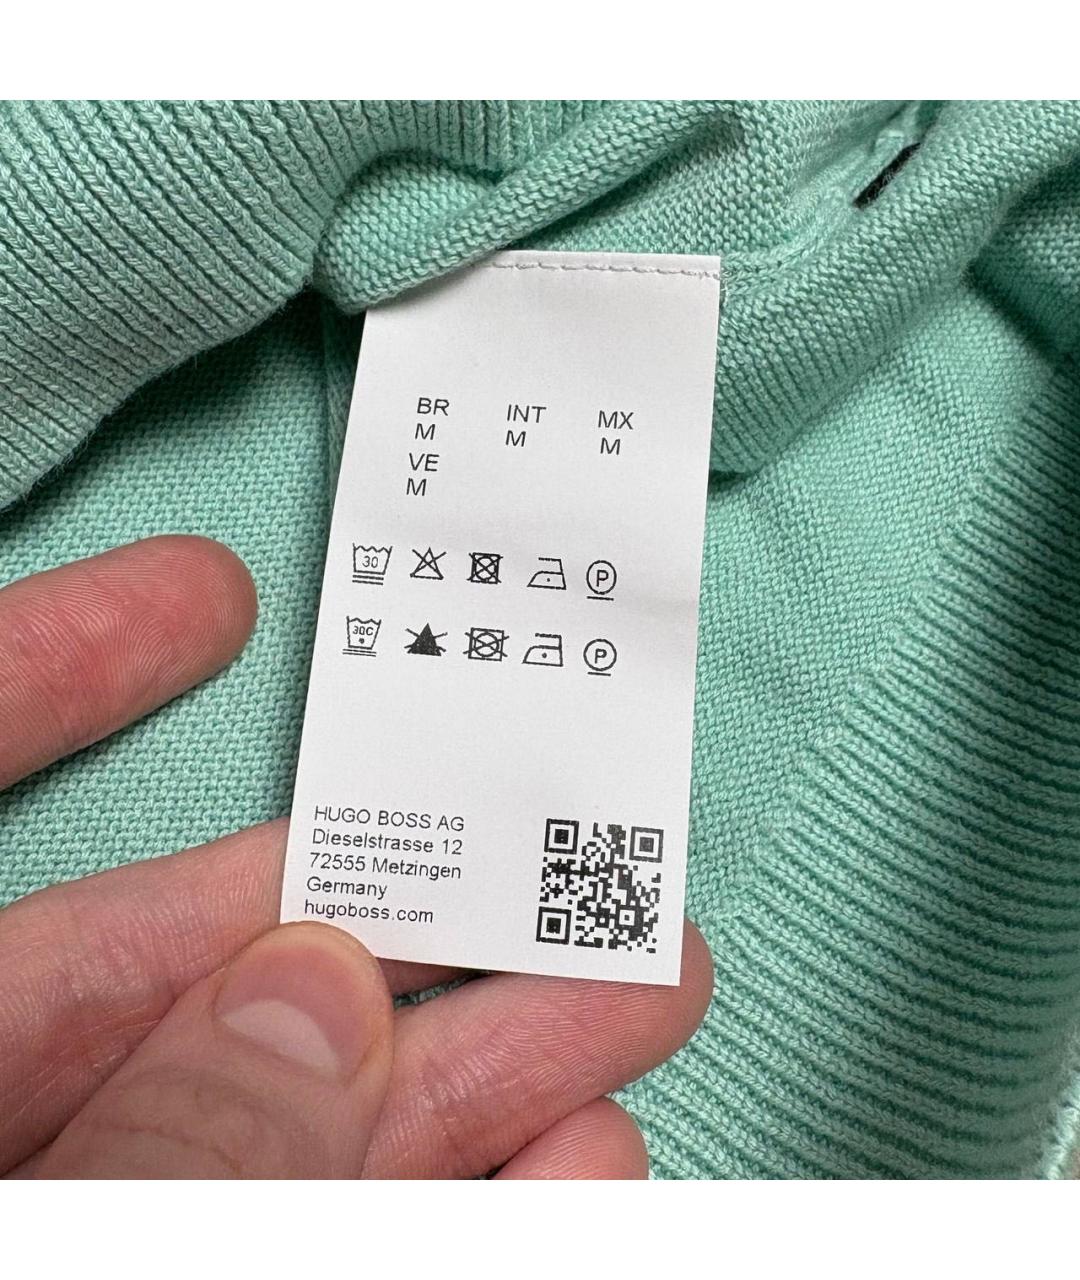 BR INT MX
M M M
VE
M
30
P
30C
P
HUGO BOSS AG
Dieselstrasse 12
72555 Metzingen
Germany
hugoboss.com